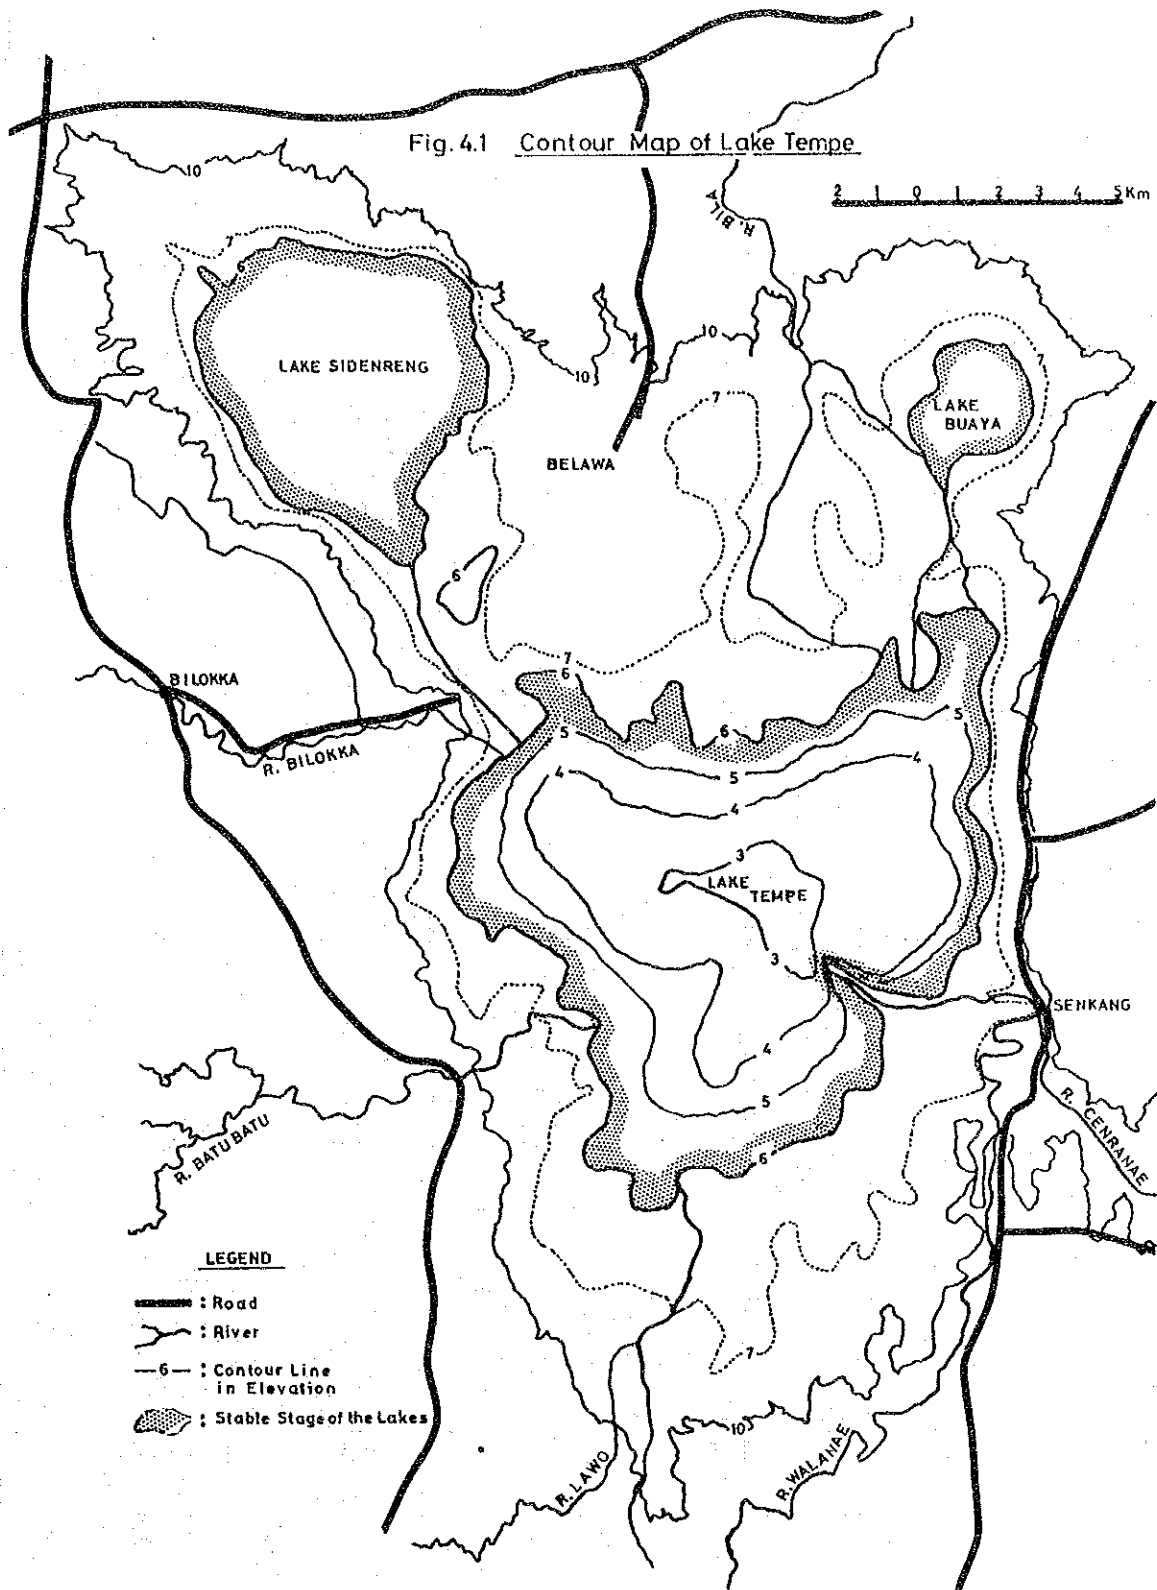 Fig. 4.1 Contour Map of Lake Tempe
2 1 0 1 2 3 4 5 Km
10
R. BILA
7
LAKE SIDENRENG
10
10
7
7
LAKE
BUAYA
BELAWA
6
7
6
BILOKKA
R. BILOKKA
6
5
5
5
4
4
4
3
LAKE
TEMPE
3
SENKANG
4
5
6
R. CENRANAE
R. BATU BATU
7
10
R. LAWO
R. WALANAE
LEGEND
: Road
: River
6 : Contour Line
in Elevation
: Stable Stage of the Lakes